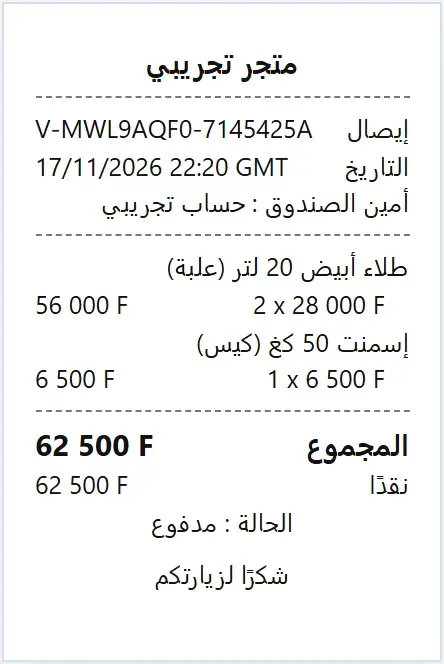 متجر تجريبي
إيصال V-MWL9AQF0-7145425A
التاريخ 17/11/2026 22:20 GMT
أمين الصندوق : حساب تجريبي
طلاء أبيض 20 لتر (علبة)
2 x 28 000 F 56 000 F
إسمنت 50 كغ (كيس)
1 x 6 500 F 6 500 F
المجموع 62 500 F
نقدًا 62 500 F
الحالة : مدفوع
شكرًا لزيارتكم